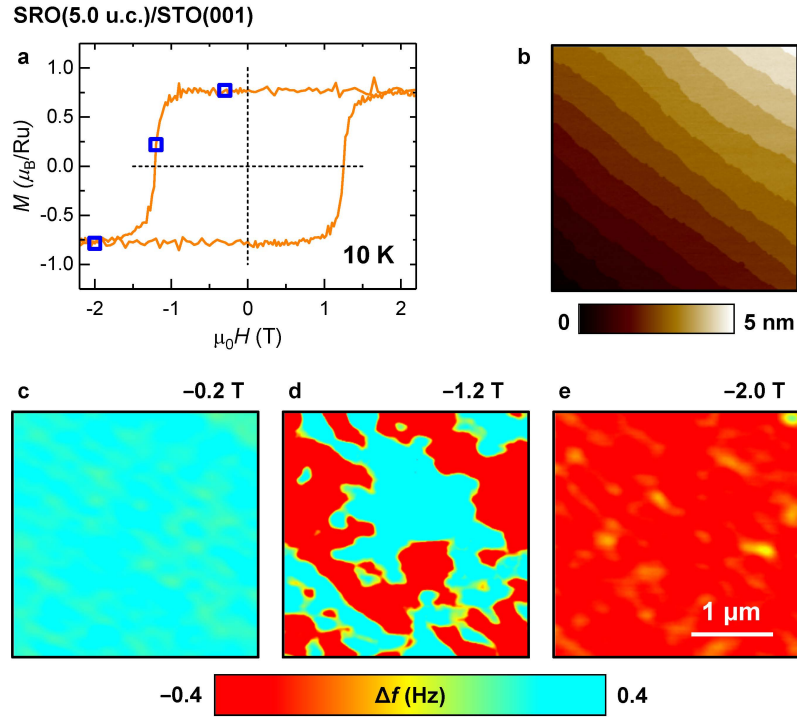 SRO(5.0 u.c.)/STO(001)
a
1.0
0.5
0.0
−0.5
−1.0
M (μB/Ru)
10 K
−2
−1
0
1
2
μ0H (T)
b
0
5 nm
c
−0.2 T
d
−1.2 T
e
−2.0 T
1 μm
−0.4
Δf (Hz)
0.4